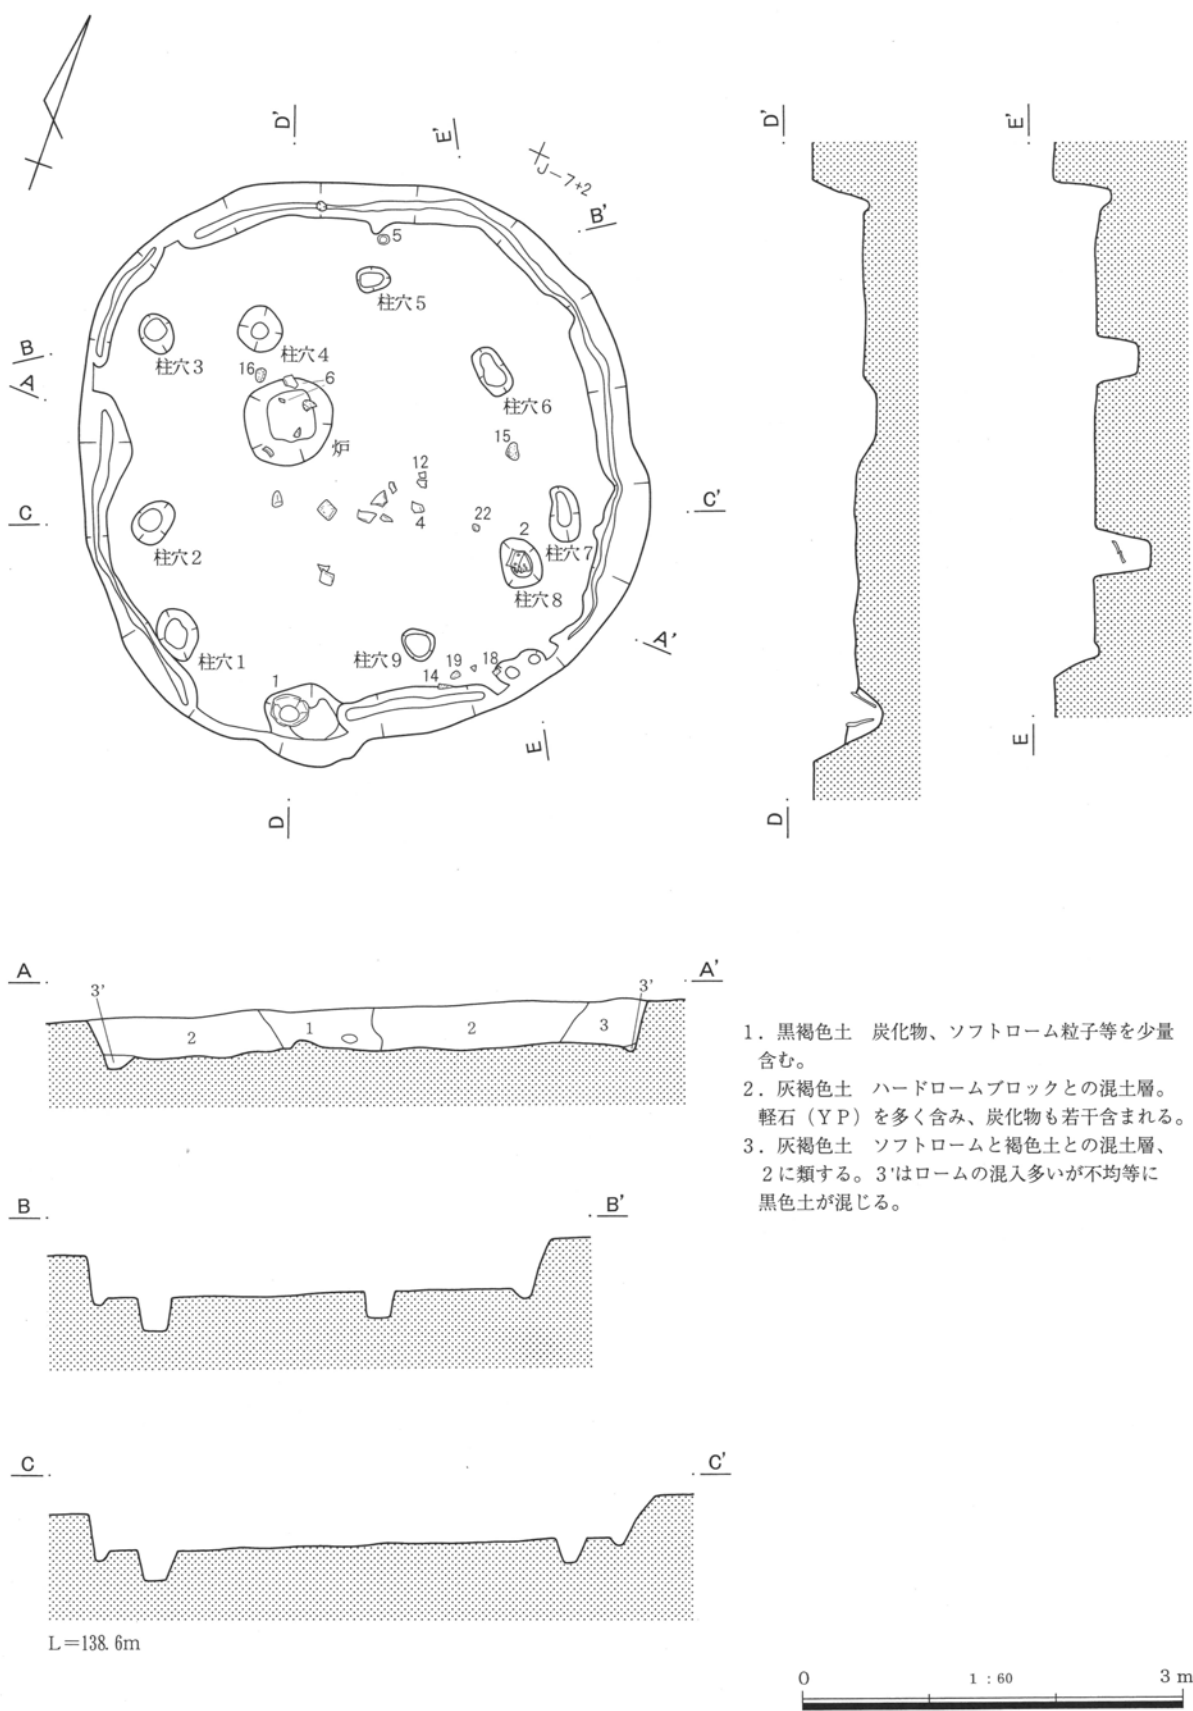 D'
E'
J−7+2
B'
5
柱穴5
柱穴3
柱穴4
B
A
16
6
柱穴6
炉
15
12
4
C
C'
22
2
柱穴2
柱穴7
柱穴8
A'
柱穴1
柱穴9
19
18
14
1
E
D
D'
E'
D
E
A
A'
3'
3'
2
1
2
3
1．黒褐色土　炭化物、ソフトローム粒子等を少量
含む。
2．灰褐色土　ハードロームブロックとの混土層。
軽石（ＹＰ）を多く含み、炭化物も若干含まれる。
3．灰褐色土　ソフトロームと褐色土との混土層、
2に類する。3'はロームの混入多いが不均等に
黒色土が混じる。
B
B'
C
C'
L＝138.6m
0
1：60
3 m